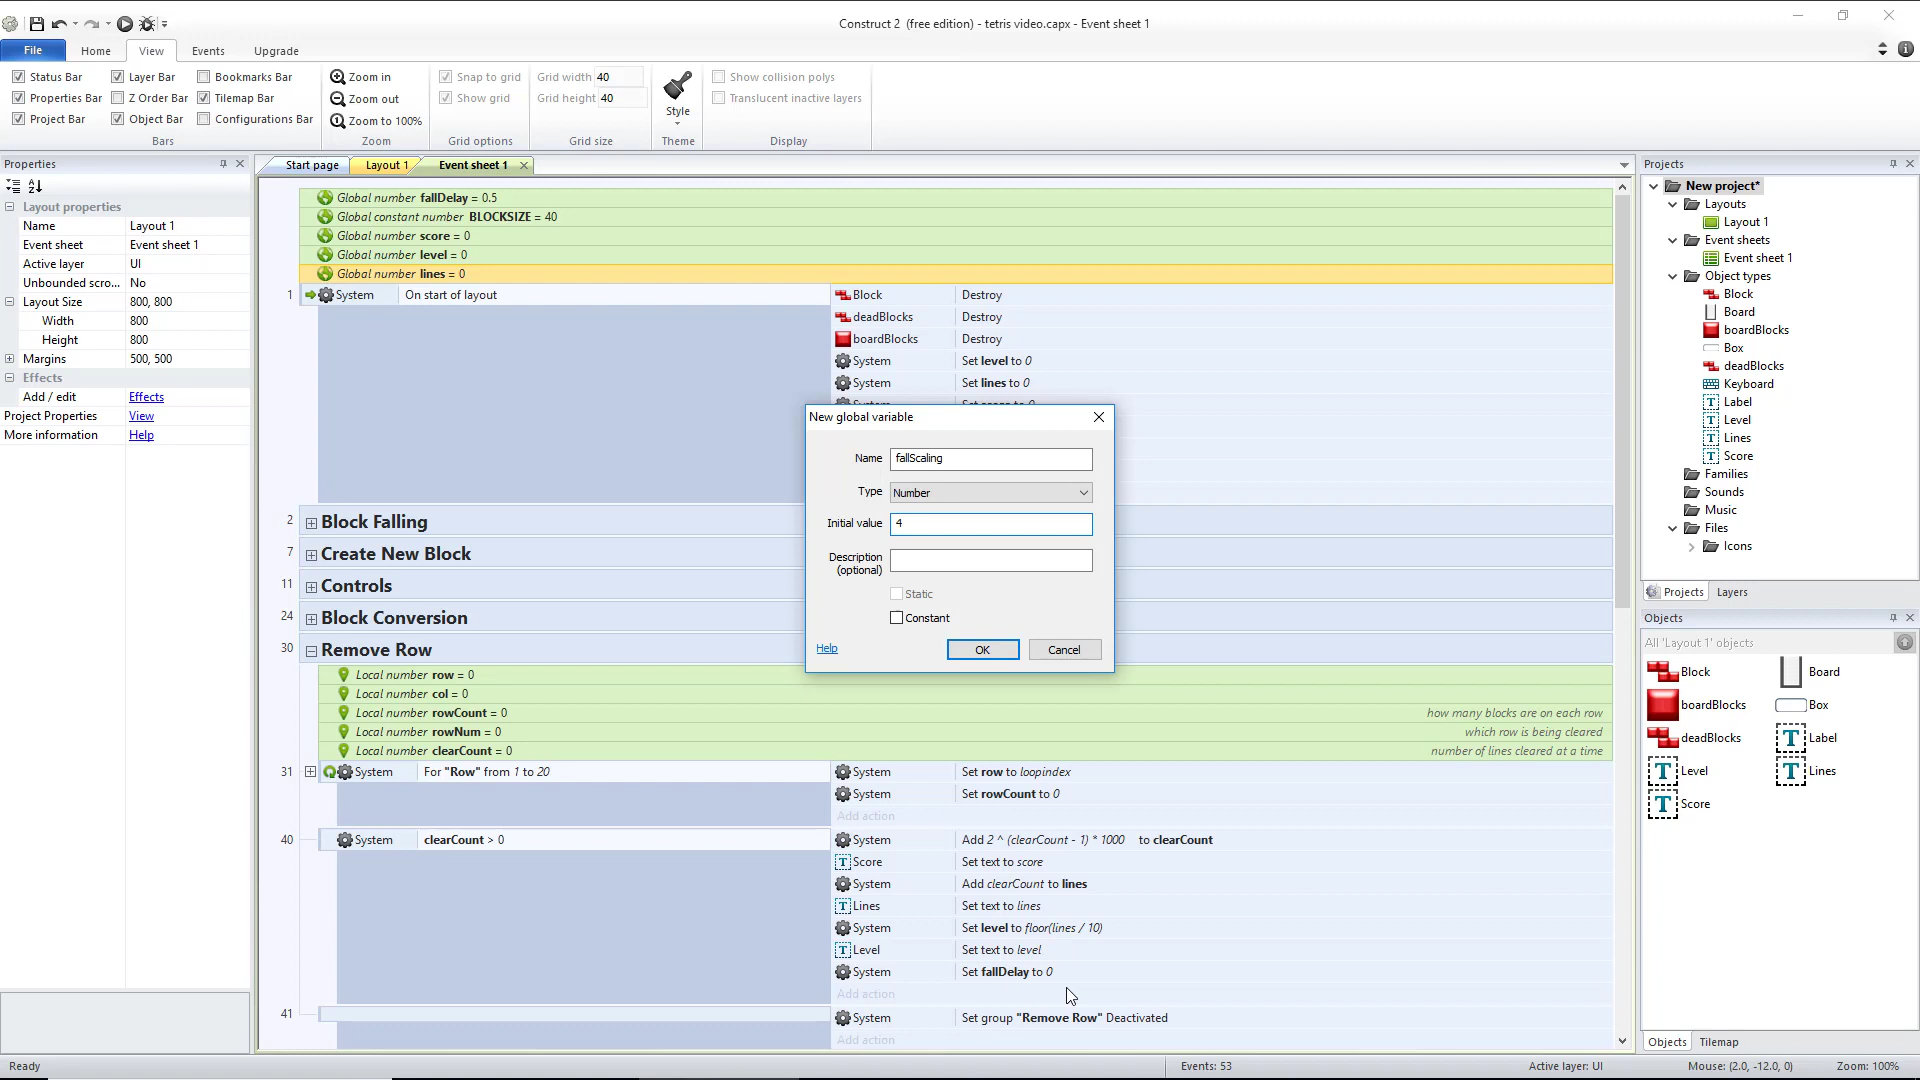 Construct 2 (free edition) - tetris video.capx - Event sheet 1
File
Home
View
Events
Upgrade
Status Bar
Layer Bar
Bookmarks Bar
Zoom in
Snap to grid
Grid width 40
Show collision polys
Properties Bar
Z Order Bar
Tilemap Bar
Zoom out
Show grid
Grid height 40
Translucent inactive layers
Project Bar
Object Bar
Configurations Bar
Zoom to 100%
Style
Bars
Zoom
Grid options
Grid size
Theme
Display
Properties
Layout properties
Name Layout 1
Event sheet Event sheet 1
Active layer UI
Unbounded scro... No
Layout Size 800, 800
Width 800
Height 800
Margins 500, 500
Effects
Add / edit Effects
Project Properties View
More information Help
Start page
Layout 1
Event sheet 1
Global number fallDelay = 0.5
Global constant number BLOCKSIZE = 40
Global number score = 0
Global number level = 0
Global number lines = 0
1 System On start of layout
Block Destroy
deadBlocks Destroy
boardBlocks Destroy
System Set level to 0
System Set lines to 0
2 Block Falling
7 Create New Block
11 Controls
24 Block Conversion
30 Remove Row
Local number row = 0
Local number col = 0
Local number rowCount = 0 how many blocks are on each row
Local number rowNum = 0 which row is being cleared
Local number clearCount = 0 number of lines cleared at a time
31 System For "Row" from 1 to 20
System Set row to loopindex
System Set rowCount to 0
Add action
40 System clearCount > 0
System Add 2 ^ (clearCount - 1) * 1000 to clearCount
Score Set text to score
System Add clearCount to lines
Lines Set text to lines
System Set level to floor(lines / 10)
Level Set text to level
System Set fallDelay to 0
Add action
41 System Set group "Remove Row" Deactivated
Add action
New global variable
Name fallScaling
Type Number
Initial value 4
Description
(optional)
Static
Constant
Help
OK
Cancel
Projects
New project*
Layouts
Layout 1
Event sheets
Event sheet 1
Object types
Block
Board
boardBlocks
Box
deadBlocks
Keyboard
Label
Level
Lines
Score
Families
Sounds
Music
Files
Icons
Projects
Layers
Objects
All 'Layout 1' objects
Block
Board
boardBlocks
Box
deadBlocks
Label
Level
Lines
Score
Objects
Tilemap
Ready
Events: 53
Active layer: UI
Mouse: (2.0, -12.0, 0)
Zoom: 100%